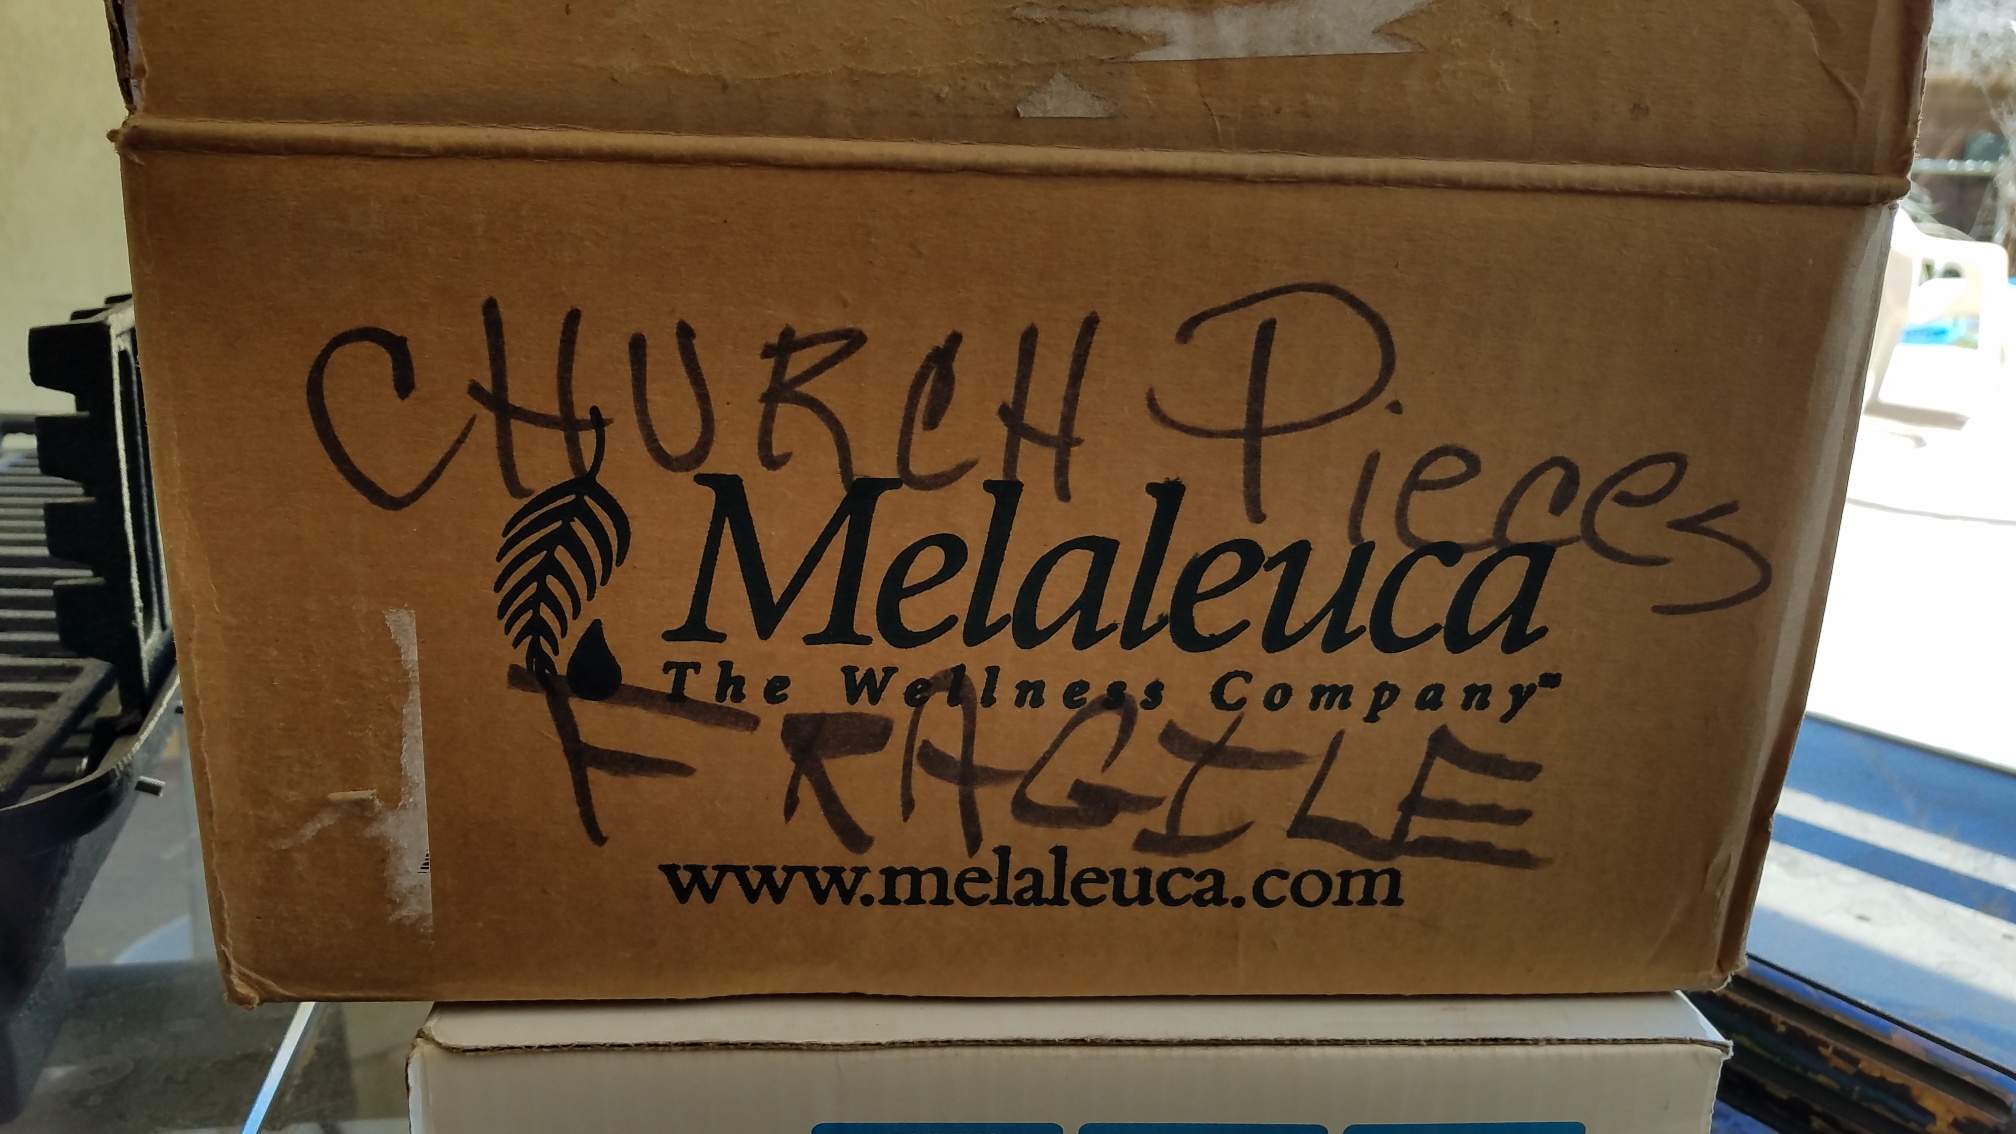 CHURCH Pieces
Melaleuca
The Wellness Company™
FRAGILE
www.melaleuca.com